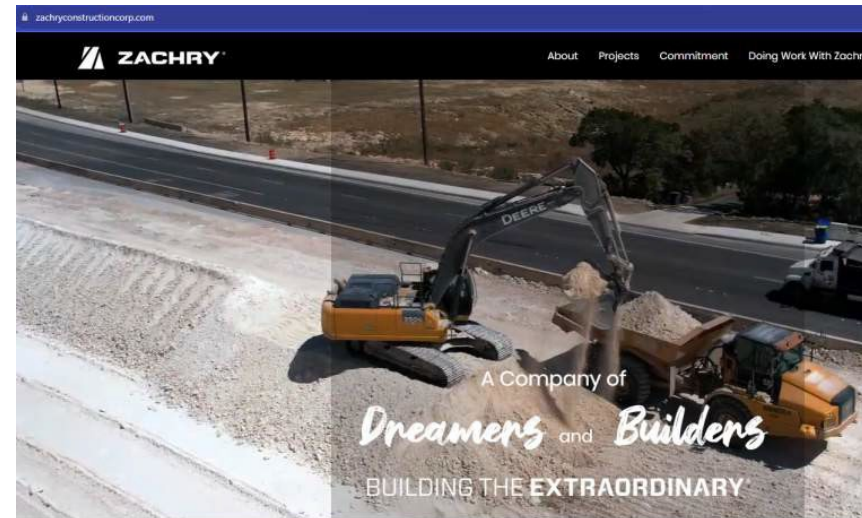 zachryconstructioncorp.com
ZACHRY
About Projects Commitment Doing Work With Zachr
DEERE
A Company of
Dreamers and Builders
BUILDING THE EXTRAORDINARY